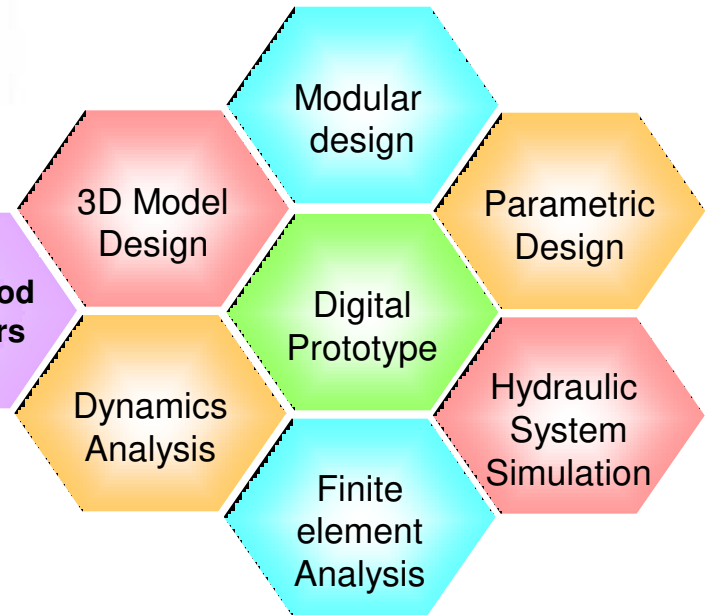 Modular
design
3D Model
Design
Parametric
Design
Digital
Prototype
Dynamics
Analysis
Hydraulic
System
Simulation
Finite
element
Analysis